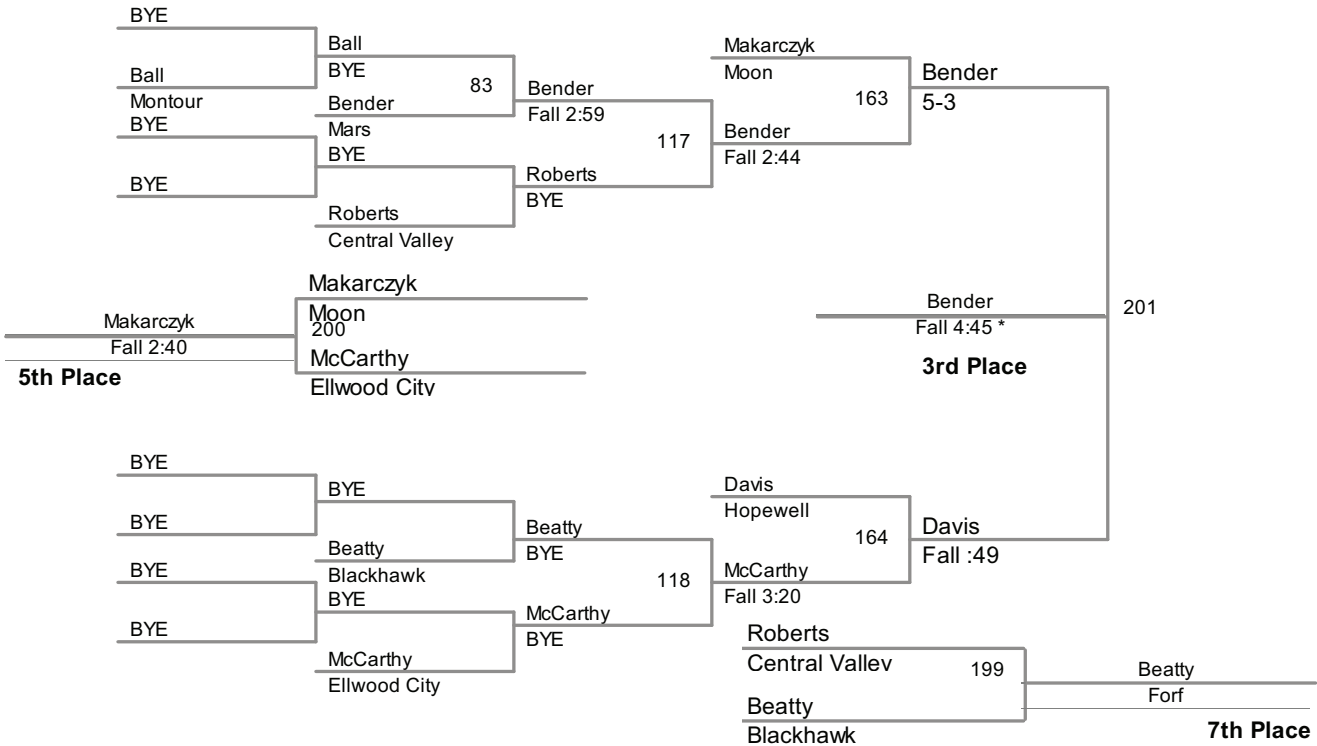 BYE
Ball
Montour
BYE
BYE
Ball
BYE
83
Bender
Mars
BYE
Roberts
Central Valley
Bender
Fall 2:59
117
Roberts
BYE
Makarczyk
Moon
163
Bender
Fall 2:44
Bender
5-3
Makarczyk
Fall 2:40
5th Place
Makarczyk
Moon
200
McCarthy
Ellwood City
Bender
Fall 4:45 *
3rd Place
201
BYE
BYE
BYE
BYE
BYE
Beatty
Blackhawk
BYE
McCarthy
Ellwood City
Beatty
BYE
118
McCarthy
BYE
Davis
Hopewell
164
McCarthy
Fall 3:20
Davis
Fall :49
Roberts
Central Valley
199
Beatty
Blackhawk
Beatty
Forf
7th Place